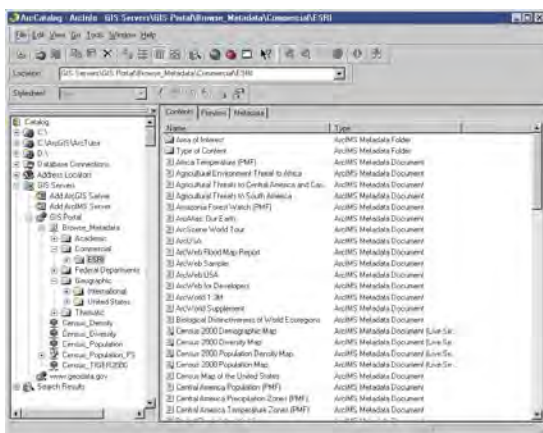 ArcCatalog - ArcInfo - GIS Servers\GIS Portal\Browse_Metadata\Commercial\ESRI
File Edit View Go Tools Window Help
Location: GIS Servers\GIS Portal\Browse_Metadata\Commercial\ESRI
Stylesheet:
Contents Preview Metadata
Catalog
C:\
C:\ArcGIS\ArcTutor
D:\
Database Connections
Address Locators
GIS Servers
Add ArcGIS Server
Add ArcIMS Server
GIS Portal
Browse_Metadata
Academic
Commercial
ESRI
Federal Departments
Geographic
International
United States
Thematic
Census_Density
Census_Diversity
Census_Population
Census_Population_FS
Census_TIGER2000
www.geodata.gov
Search Results
Name Type
Area of Interest ArcIMS Metadata Folder
Type of Content ArcIMS Metadata Folder
Africa Temperature (PMF) ArcIMS Metadata Document
Agricultural Environment Threat to Africa ArcIMS Metadata Document
Agricultural Threats to Central America and Car... ArcIMS Metadata Document
Agricultural Threats to South America ArcIMS Metadata Document
Amazonia Forest Watch (PMF) ArcIMS Metadata Document
ArcAtlas: Our Earth ArcIMS Metadata Document
ArcScene World Tour ArcIMS Metadata Document
ArcUSA ArcIMS Metadata Document
ArcWeb Flood Map Report ArcIMS Metadata Document
ArcWeb Sampler ArcIMS Metadata Document
ArcWeb USA ArcIMS Metadata Document
ArcWeb for Developers ArcIMS Metadata Document
ArcWorld 1:3M ArcIMS Metadata Document
ArcWorld Supplement ArcIMS Metadata Document
Biological Distinctiveness of World Ecoregions ArcIMS Metadata Document
Census 2000 Demographic Map ArcIMS Metadata Document (Live Se...
Census 2000 Diversity Map ArcIMS Metadata Document (Live Se...
Census 2000 Population Density Map ArcIMS Metadata Document (Live Se...
Census 2000 Population Map ArcIMS Metadata Document (Live Se...
Census Map of the United States ArcIMS Metadata Document
Central America Population (PMF) ArcIMS Metadata Document
Central America Precipitation Zones (PMF) ArcIMS Metadata Document
Central America Temperature Zones (PMF) ArcIMS Metadata Document